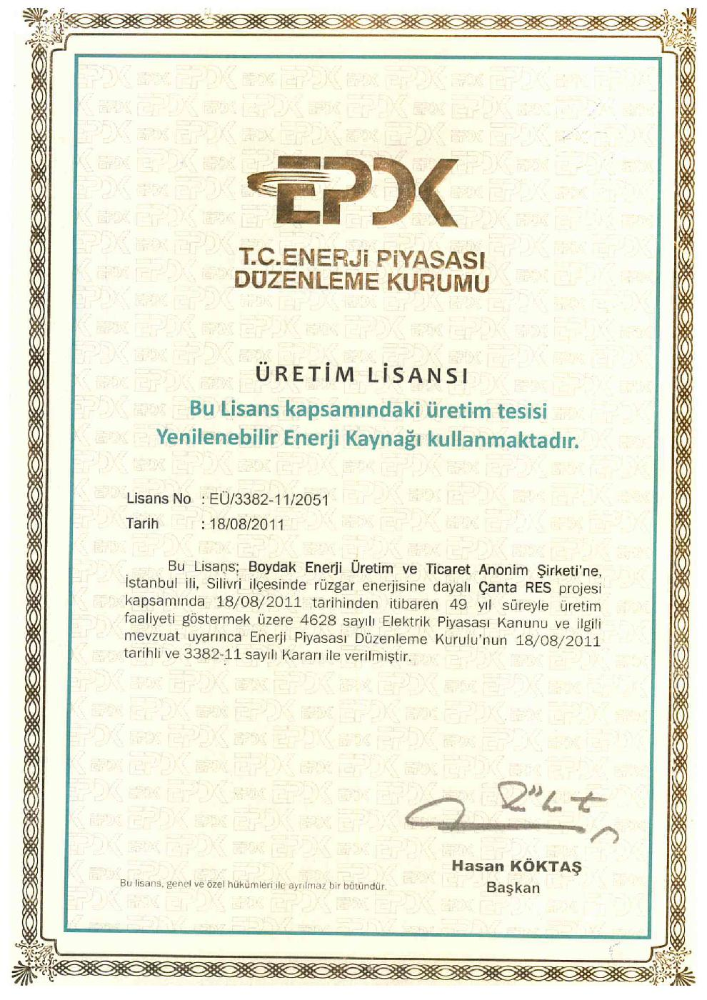 EPDK
T.C.ENERJİ PİYASASI
DÜZENLEME KURUMU
ÜRETİM LİSANSI
Bu Lisans kapsamındaki üretim tesisi
Yenilenebilir Enerji Kaynağı kullanmaktadır.
Lisans No : EÜ/3382-11/2051
Tarih : 18/08/2011
Bu Lisans; Boydak Enerji Üretim ve Ticaret Anonim Şirketi'ne,
İstanbul ili, Silivri ilçesinde rüzgar enerjisine dayalı Çanta RES projesi
kapsamında 18/08/2011 tarihinden itibaren 49 yıl süreyle üretim
faaliyeti göstermek üzere 4628 sayılı Elektrik Piyasası Kanunu ve ilgili
mevzuat uyarınca Enerji Piyasası Düzenleme Kurulu'nun 18/08/2011
tarihli ve 3382-11 sayılı Kararı ile verilmiştir.
Hasan KÖKTAŞ
Başkan
Bu lisans, genel ve özel hükümleri ile ayrılmaz bir bütündür.